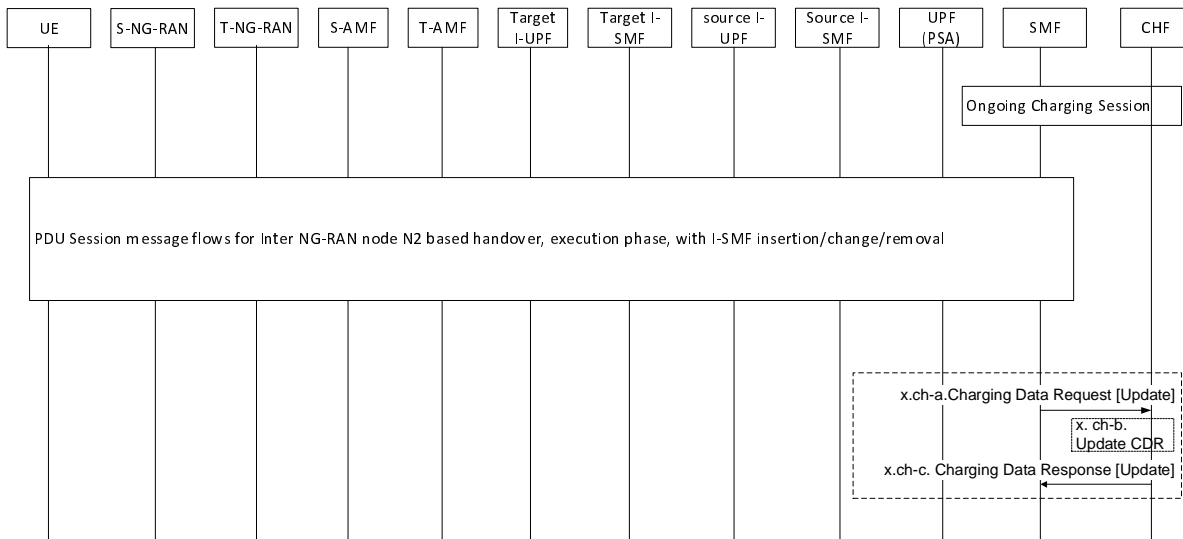 UE
S-NG-RAN
T-NG-RAN
S-AMF
T-AMF
Target
I-UPF
Target I-
SMF
source I-
UPF
Source I-
SMF
UPF
(PSA)
SMF
CHF
Ongoing Charging Session
PDU Session message flows for Inter NG-RAN node N2 based handover, execution phase, with I-SMF insertion/change/removal
x.ch-a.Charging Data Request [Update]
x. ch-b.
Update CDR
x.ch-c. Charging Data Response [Update]